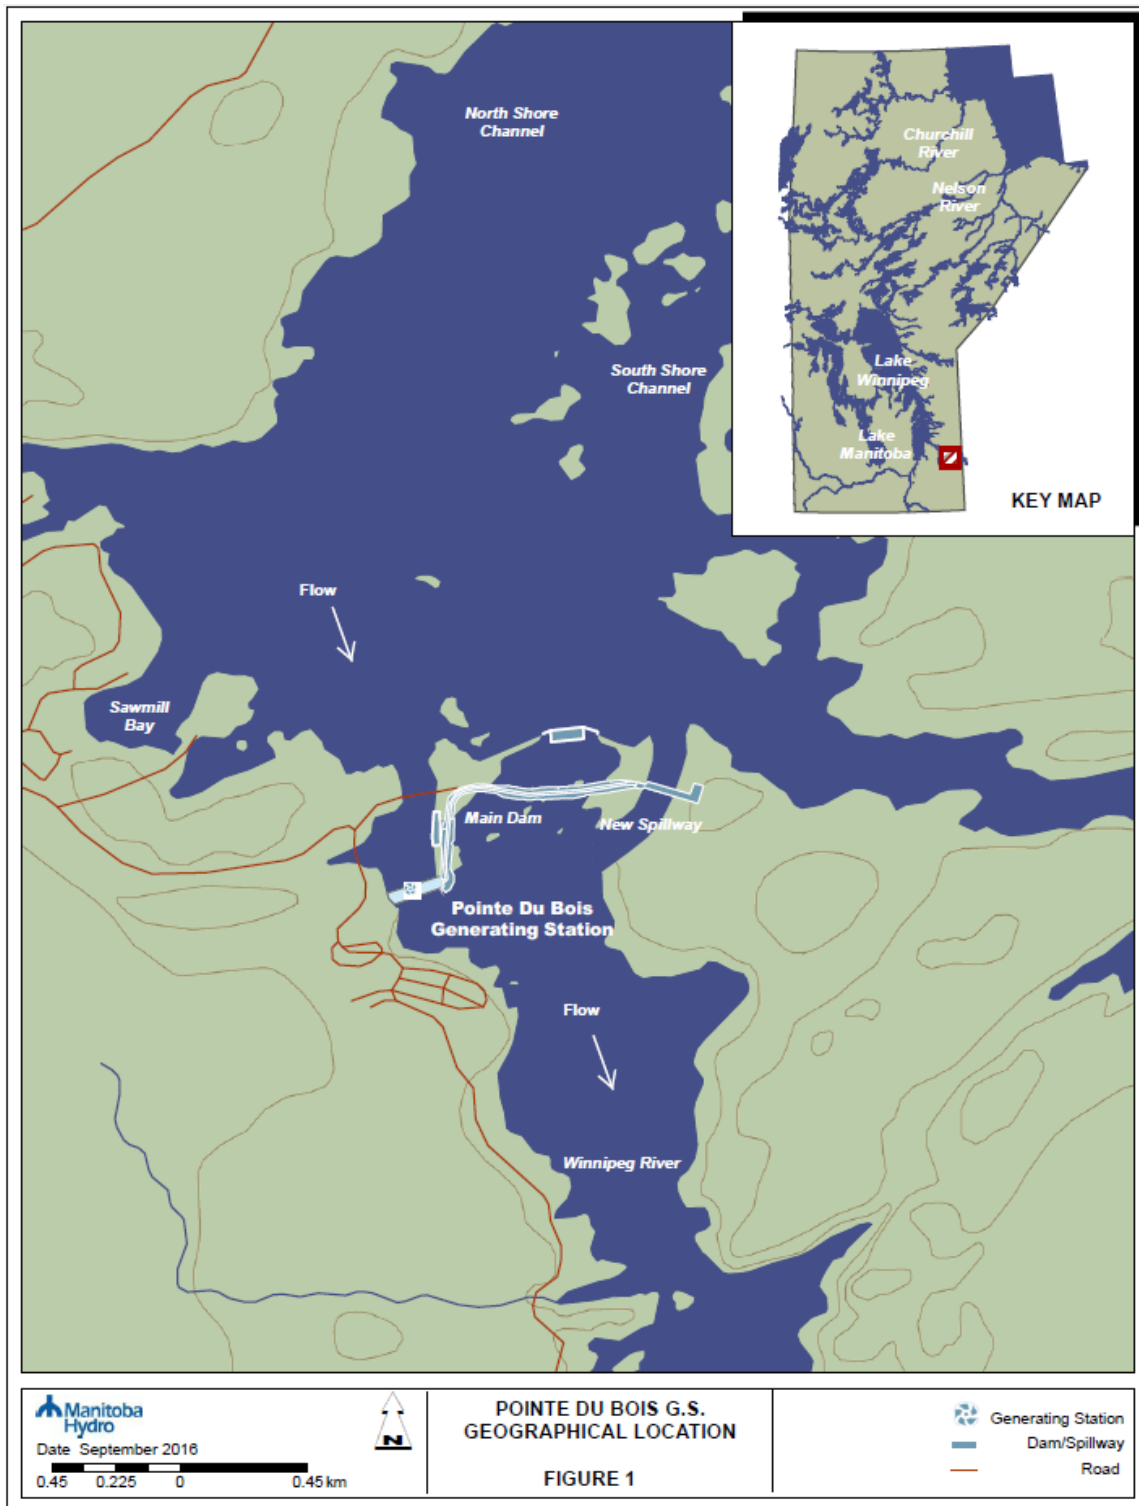 North Shore
Channel
South Shore
Channel
Churchill
River
Nelson
River
Lake
Winnipeg
Lake
Manitoba
KEY MAP
Flow
Sawmill
Bay
Main Dam
New Spillway
Pointe Du Bois
Generating Station
Flow
Winnipeg River
Manitoba
Hydro
Date September 2016
0.45 0.225 0 0.45 km
N
POINTE DU BOIS G.S.
GEOGRAPHICAL LOCATION
FIGURE 1
Generating Station
Dam/Spillway
Road